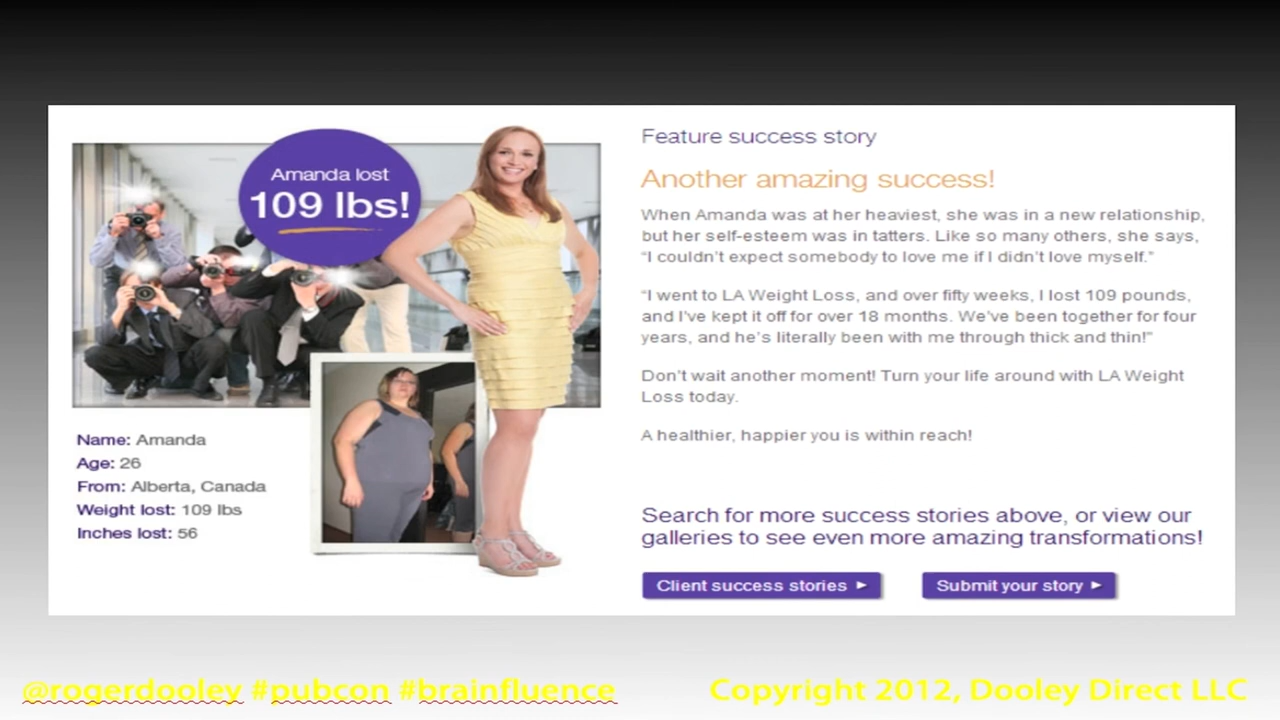 Amanda lost
109 lbs!
Name: Amanda
Age: 26
From: Alberta, Canada
Weight lost: 109 lbs
Inches lost: 56
Feature success story
Another amazing success!
When Amanda was at her heaviest, she was in a new relationship,
but her self-esteem was in tatters. Like so many others, she says,
“I couldn’t expect somebody to love me if I didn’t love myself.”
“I went to LA Weight Loss, and over fifty weeks, I lost 109 pounds,
and I’ve kept it off for over 18 months. We’ve been together for four
years, and he’s literally been with me through thick and thin!”
Don’t wait another moment! Turn your life around with LA Weight
Loss today.
A healthier, happier you is within reach!
Search for more success stories above, or view our
galleries to see even more amazing transformations!
Client success stories ►
Submit your story ►
@rogerdooley #pubcon #brainfluence
Copyright 2012, Dooley Direct LLC